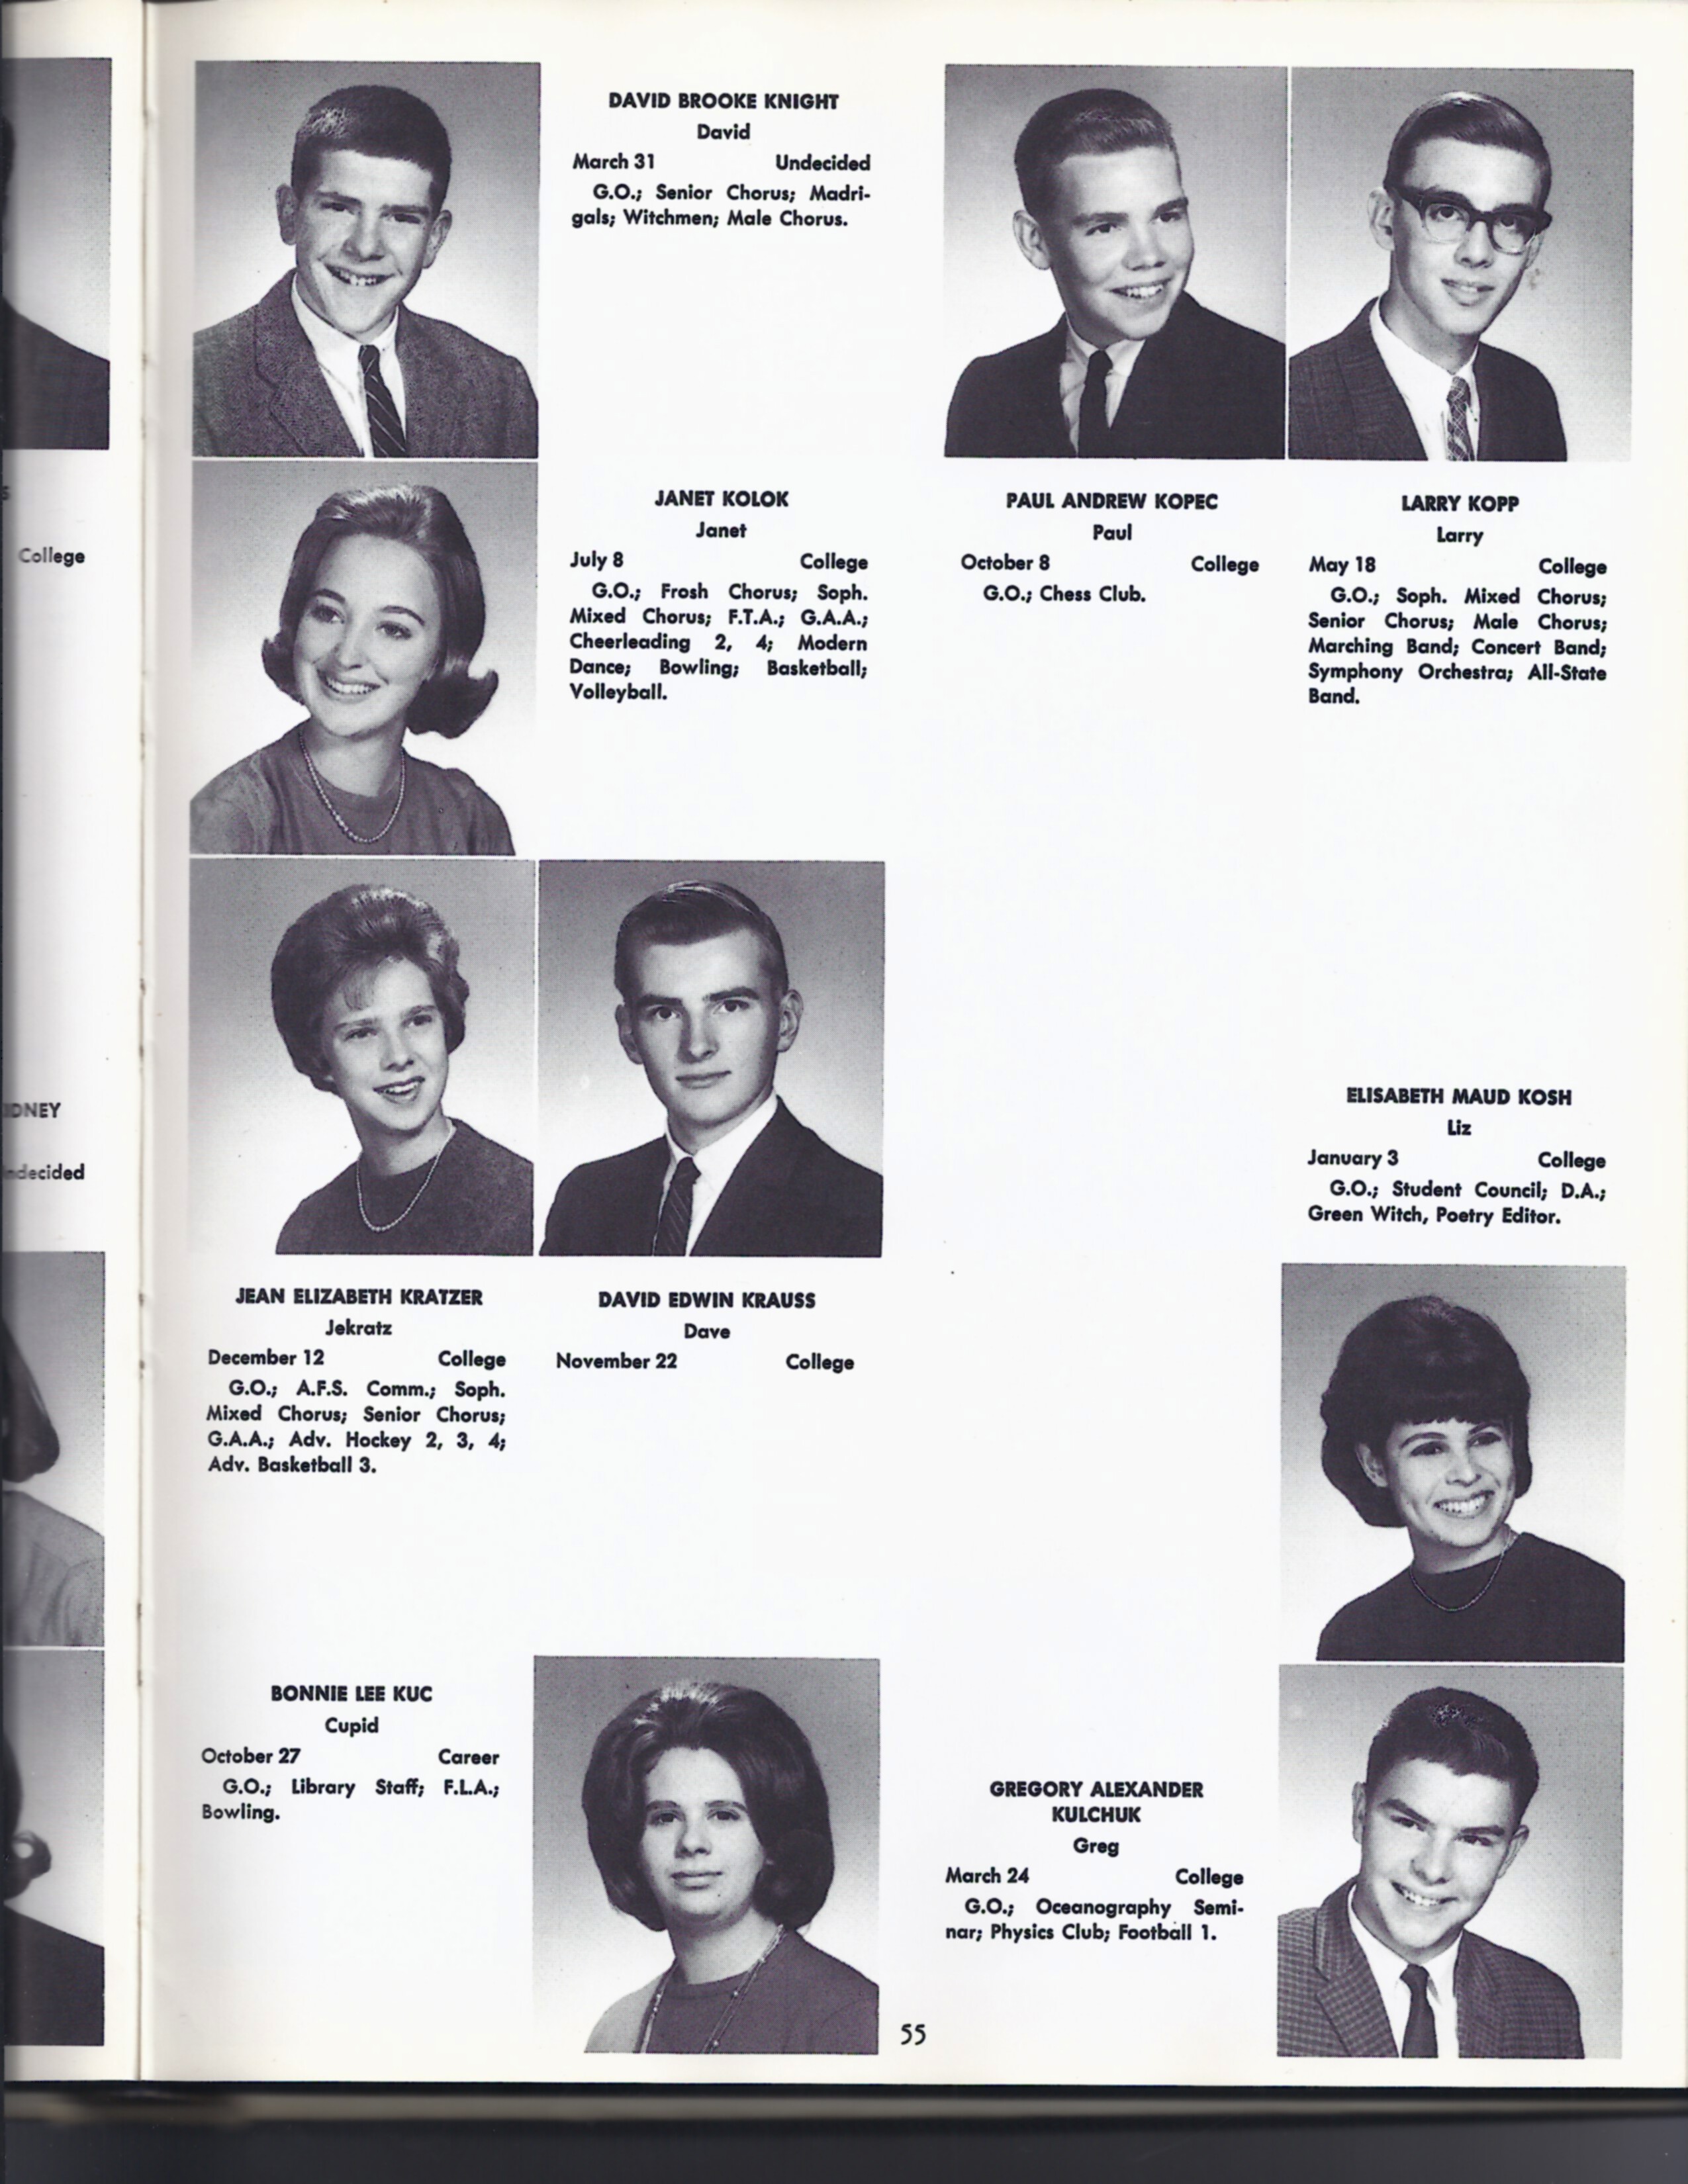 College
DAVID BROOKE KNIGHT
David
March 31 Undecided
G.O.; Senior Chorus; Madri-
gals; Witchmen; Male Chorus.
JANET KOLOK
Janet
July 8 College
G.O.; Frosh Chorus; Soph.
Mixed Chorus; F.T.A.; G.A.A.;
Cheerleading 2, 4; Modern
Dance; Bowling; Basketball;
Volleyball.
PAUL ANDREW KOPEC
Paul
October 8 College
G.O.; Chess Club.
LARRY KOPP
Larry
May 18 College
G.O.; Soph. Mixed Chorus;
Senior Chorus; Male Chorus;
Marching Band; Concert Band;
Symphony Orchestra; All-State
Band.
ELISABETH MAUD KOSH
Liz
January 3 College
G.O.; Student Council; D.A.;
Green Witch, Poetry Editor.
JEAN ELIZABETH KRATZER
Jekratz
December 12 College
G.O.; A.F.S. Comm.; Soph.
Mixed Chorus; Senior Chorus;
G.A.A.; Adv. Hockey 2, 3, 4;
Adv. Basketball 3.
DAVID EDWIN KRAUSS
Dave
November 22 College
BONNIE LEE KUC
Cupid
October 27 Career
G.O.; Library Staff; F.L.A.;
Bowling.
GREGORY ALEXANDER
KULCHUK
Greg
March 24 College
G.O.; Oceanography Semi-
nar; Physics Club; Football 1.
55